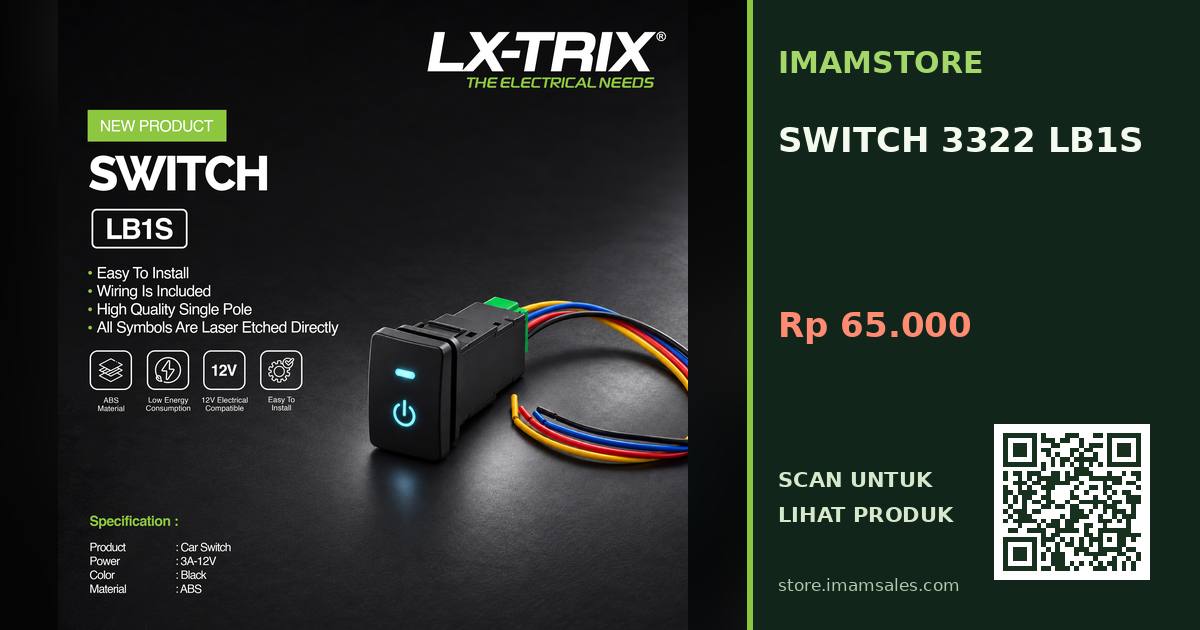 LX-TRIX®
THE ELECTRICAL NEEDS
NEW PRODUCT
SWITCH
LB1S
• Easy To Install
• Wiring Is Included
• High Quality Single Pole
• All Symbols Are Laser Etched Directly
12V
ABS Material
Low Energy Consumption
12V Electrical Compatible
Easy To Install
Specification :
Product : Car Switch
Power : 3A-12V
Color : Black
Material : ABS
IMAMSTORE
SWITCH 3322 LB1S
Rp 65.000
SCAN UNTUK
LIHAT PRODUK
store.imamsales.com